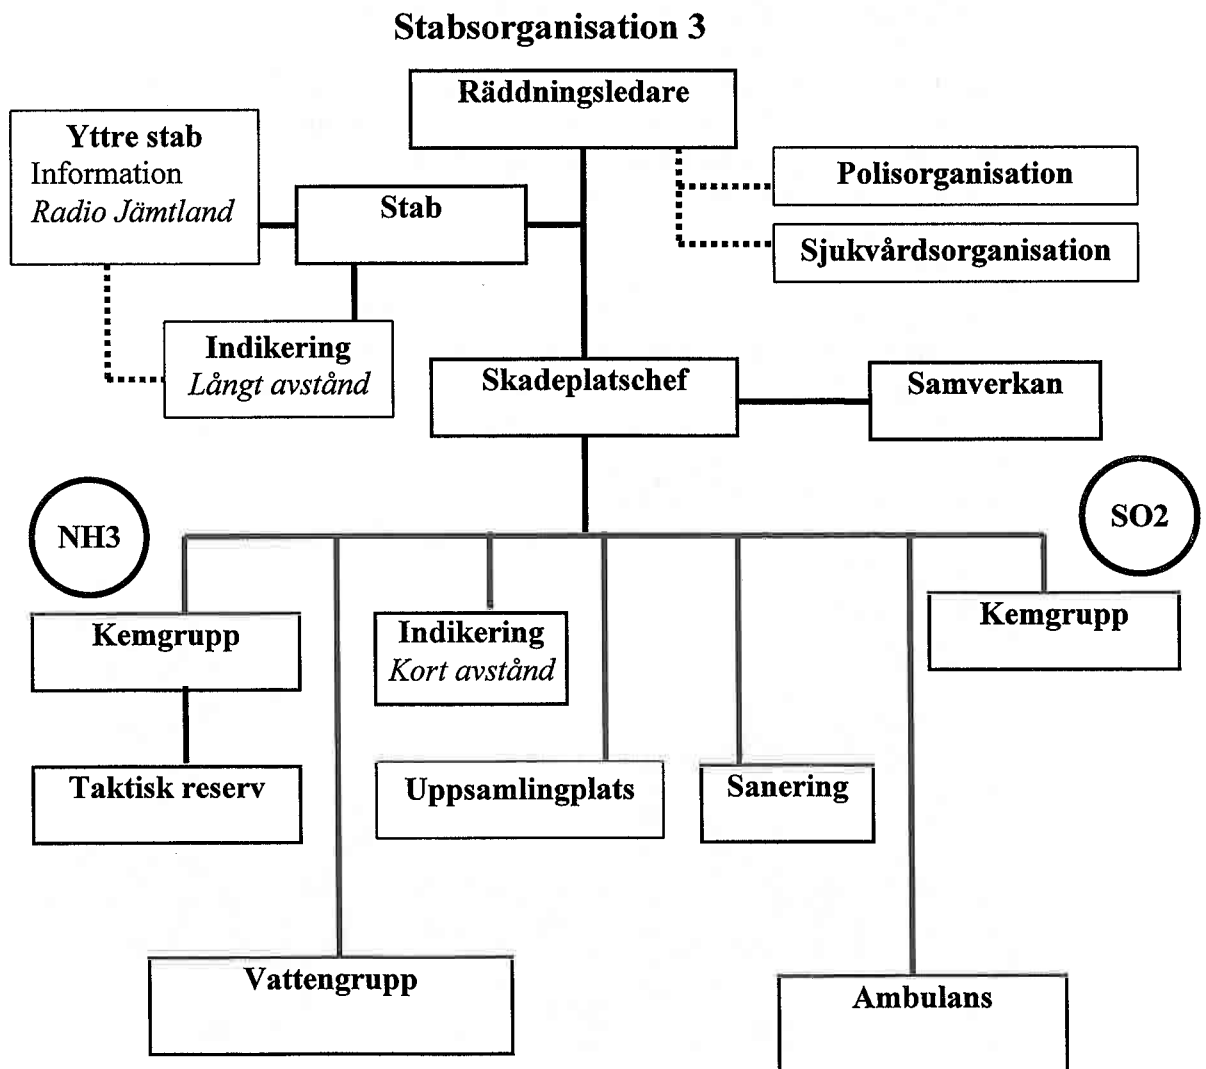 Stabsorganisation 3
Räddningsledare
Yttre stab
Information
Radio Jämtland
Stab
Polisorganisation
Sjukvårdsorganisation
Indikering
Långt avstånd
Skadeplatschef
Samverkan
NH3
SO2
Kemgrupp
Indikering
Kort avstånd
Kemgrupp
Taktisk reserv
Uppsamlingplats
Sanering
Vattengrupp
Ambulans